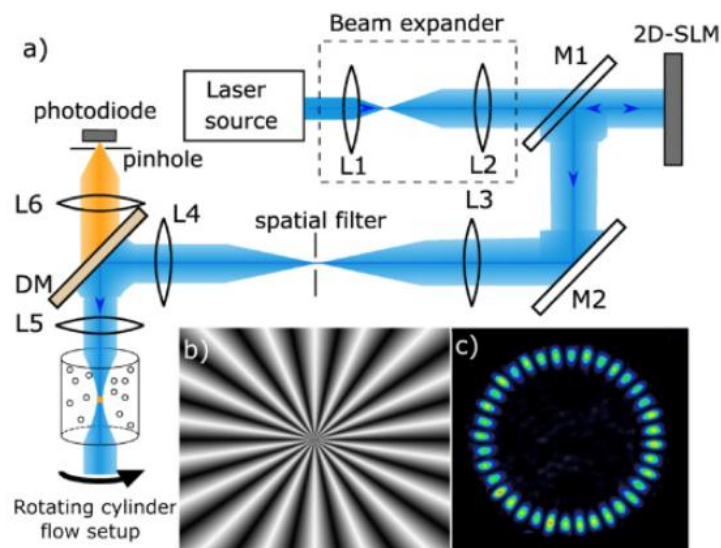 a)
Beam expander
2D-SLM
M1
Laser
source
photodiode
pinhole
L1
L2
L6
L4
spatial filter
L3
DM
M2
L5
b)
c)
Rotating cylinder
flow setup